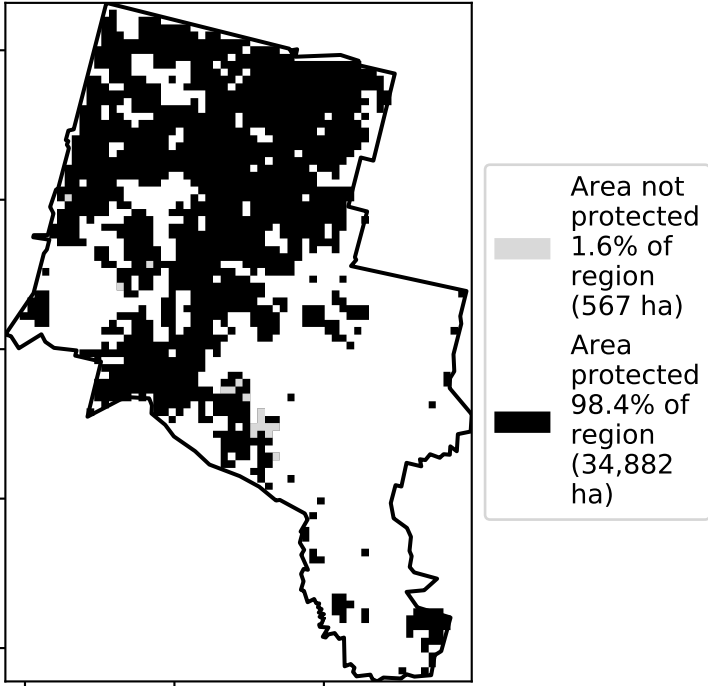 Area not
protected
1.6% of
region
(567 ha)
Area
protected
98.4% of
region
(34,882
ha)